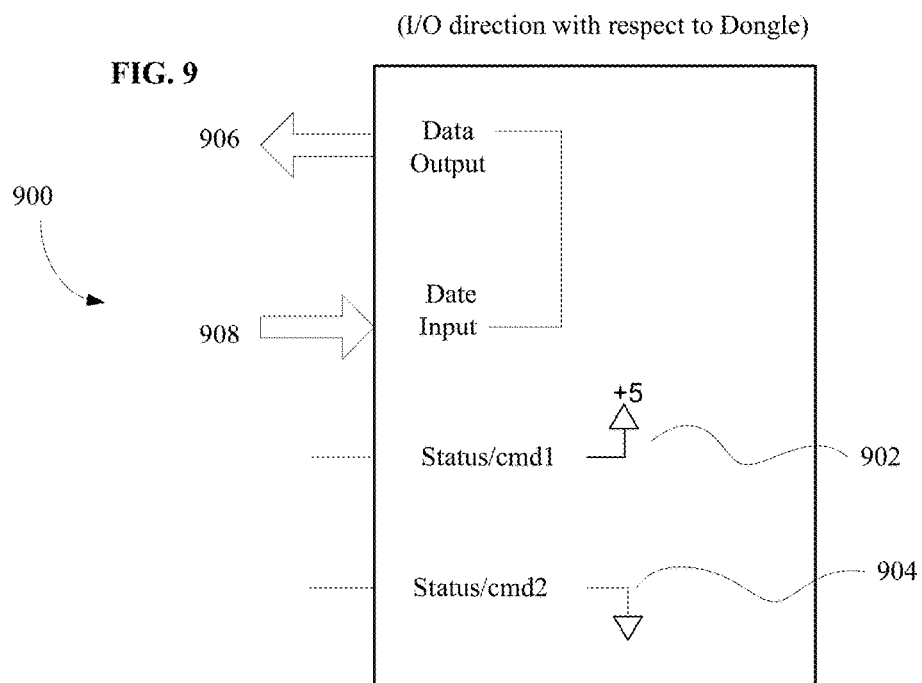 (I/O direction with respect to Dongle)
FIG. 9
906
Data
Output
900
Date
Input
908
+5
Status/cmd1
902
Status/cmd2
904